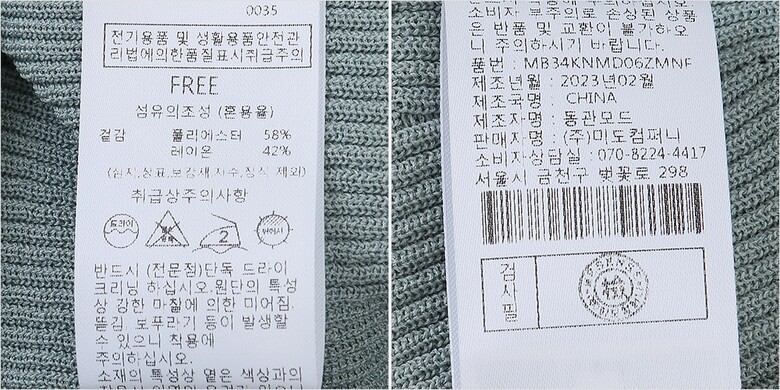 0035
전기용품 및 생활용품안전관
리법에의한품질표시취급주의
FREE
섬유의조성 (혼용율)
겉감 폴리에스터 58%
레이온 42%
(심지,상표,보강재,자수,장식 제외)
취급상주의사항
드라이
2
반드시 (전문점)단독 드라이
크리닝 하십시오.원단의 특성
상 강한 마찰에 의한 미어짐,
뜯김 보푸라기 등이 발생할
수 있으니 착용에
주의하십시오.
소재의 특성상 옅은 색상과의
소비자 부주의로 손상된 상품
은 반품 및 교환이 불가하오
니 주의하시기 바랍니다.
품번 : MB34KNMD06ZMNF
제조년월 : 2023년02월
제조국명 : CHINA
제조자명 : 동관모드
판매자명 : (주)미도컴퍼니
소비자상담실 : 070-8224-4417
서울시 금천구 벚꽃로 298
검사필